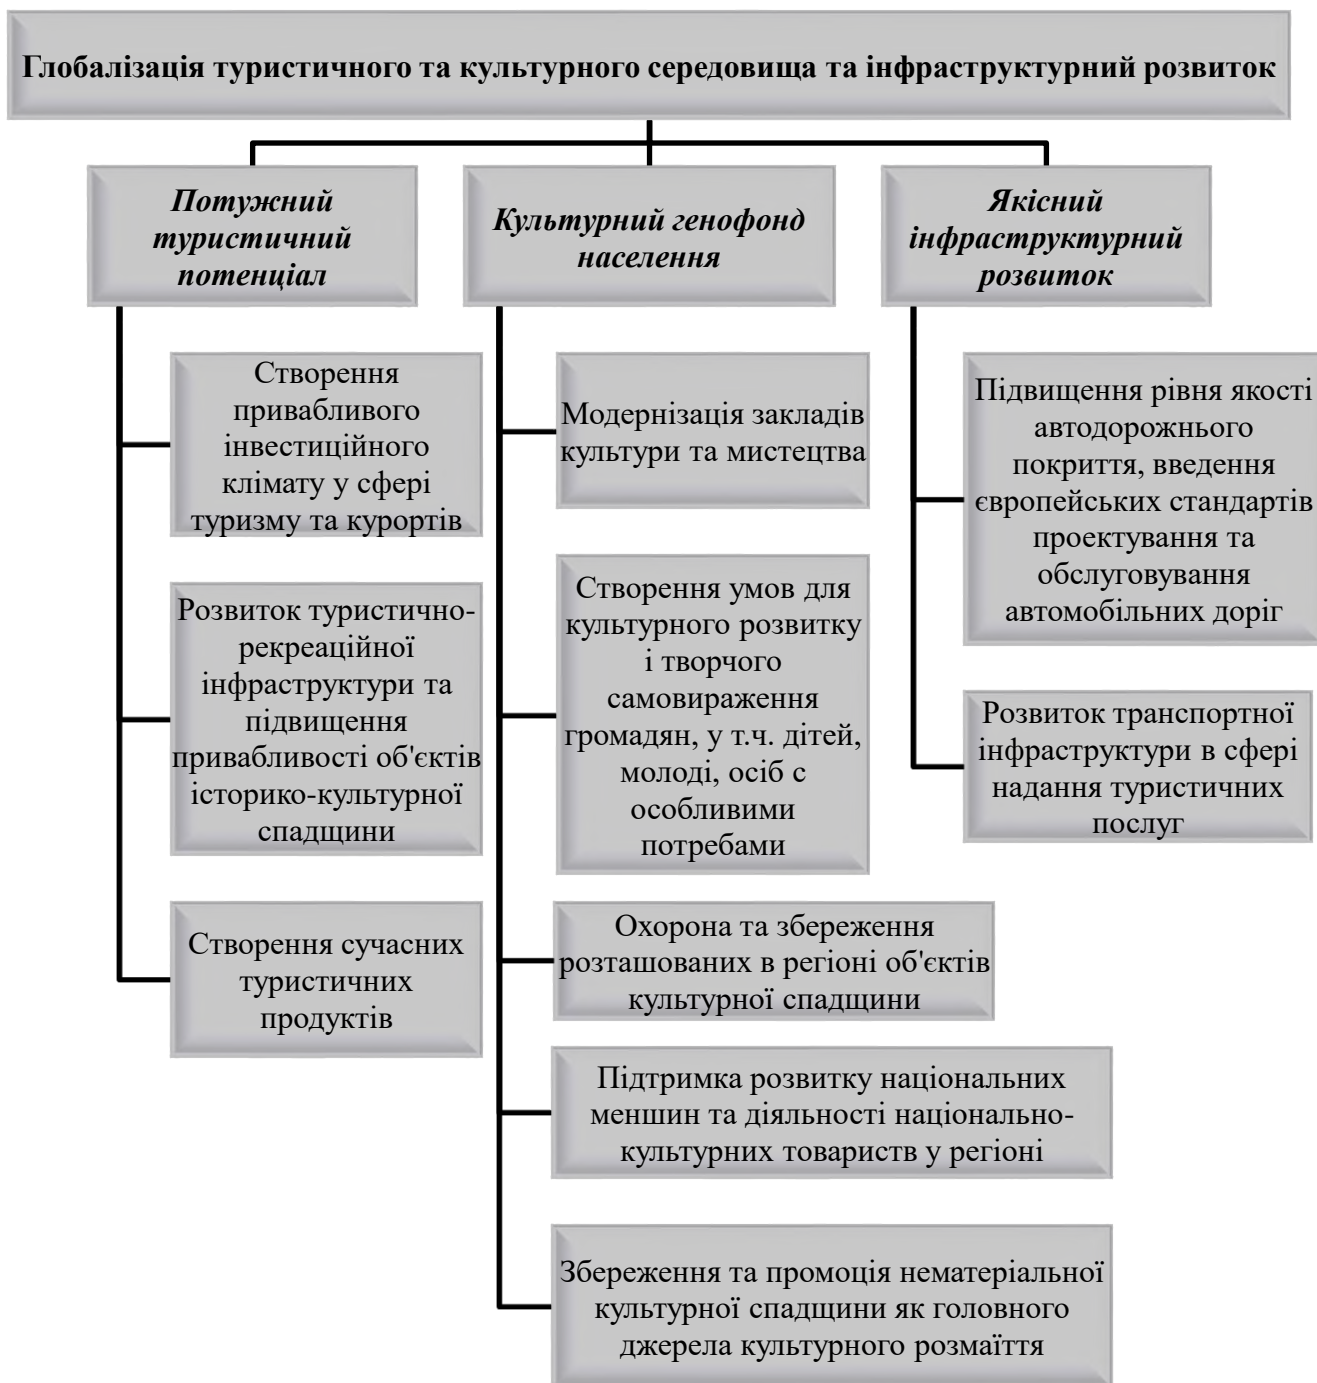 Глобалізація туристичного та культурного середовища та інфраструктурний розвиток
Потужний
туристичний
потенціал
Створення
привабливого
інвестиційного
клімату у сфері
туризму та курортів
Розвиток туристично-
рекреаційної
інфраструктури та
підвищення
привабливості об'єктів
історико-культурної
спадщини
Створення сучасних
туристичних
продуктів
Культурний генофонд
населення
Модернізація закладів
культури та мистецтва
Створення умов для
культурного розвитку
і творчого
самовираження
громадян, у т.ч. дітей,
молоді, осіб с
особливими
потребами
Охорона та збереження
розташованих в регіоні об'єктів
культурної спадщини
Підтримка розвитку національних
меншин та діяльності національно-
культурних товариств у регіоні
Збереження та промоція нематеріальної
культурної спадщини як головного
джерела культурного розмаїття
Якісний
інфраструктурний
розвиток
Підвищення рівня якості
автодорожнього
покриття, введення
європейських стандартів
проектування та
обслуговування
автомобільних доріг
Розвиток транспортної
інфраструктури в сфері
надання туристичних
послуг